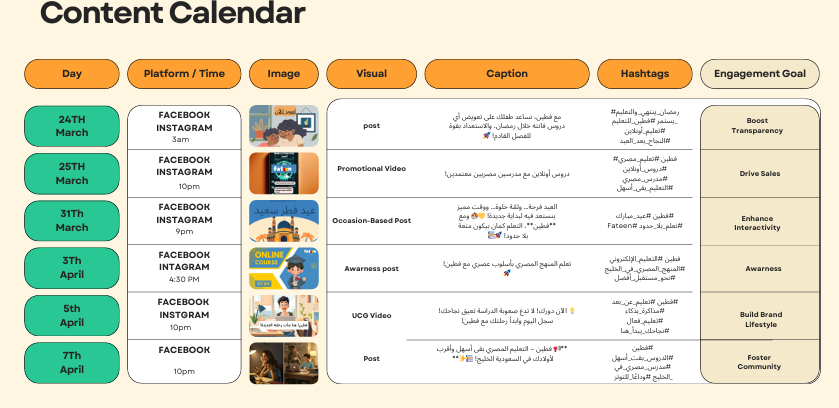 Content Calendar
Day
Platform / Time
Image
Visual
Caption
Hashtags
Engagement Goal
24TH
March
FACEBOOK
INSTAGRAM
3am
post
مع فطين، نساعد طفلك على تعويض أي
دروس فاتته خلال رمضان، والاستعداد بقوة
للفصل القادم! 🚀
#رمضان_ينتهي_والتعليم
_يستمر #فطين_للتعليم
#تعليم_أونلاين
#النجاح_بعد_العيد
Boost
Transparency
25TH
March
FACEBOOK
INSTAGRAM
10pm
Promotional Video
دروس أونلاين مع مدرسين مصريين معتمدين!
فطين #تعليم_مصري#
#دروس_أونلاين
#مدرس_مصري
#التعليم_بقى_أسهل
Drive Sales
31Th
March
FACEBOOK
INSTAGRAM
9pm
عيد فطر سعيد
Occasion-Based Post
العيد فرحة.. ولمّة حلوة.. ووقت مميز
بنستعد فيه لبداية جديدة! ومع
**فطين**، التعلم كمان بيكون متعة
بلا حدود! 🚀
#فطين #عيد_مبارك
#تعلم_بلا_حدود #Fateen
Enhance
Interactivity
3Th
April
FACEBOOK
INTAGRAM
4:30 PM
ONLINE
COURSE
Awarness post
تعلم المنهج المصري بأسلوب عصري مع فطين!
🚀
فطين #التعليم_الإلكتروني
#المنهج_المصري_في_الخليج
#نحو_مستقبل_أفضل
Awarness
5th
April
FACEBOOK
INSTGRAM
10pm
UCG Video
💡 الآن دورك! لا تدع صعوبة الدراسة تعيق نجاحك!
سجل اليوم وابدأ رحلتك مع فطين!
#فطين #تعليم_عن_بعد
#مذاكرة_بذكاء
#تعليم_فعال
#نجاحك_يبدأ_هنا
Build Brand
Lifestyle
7Th
April
FACEBOOK
10pm
Post
**فطين – التعليم المصري بقى أسهل وأقرب
لأولادك في السعودية الخليج! **
#فطين
#الدروس_بقت_أسهل
#مدرس_مصري_في
_الخليج #وداعًا_للتوتر
Foster
Community